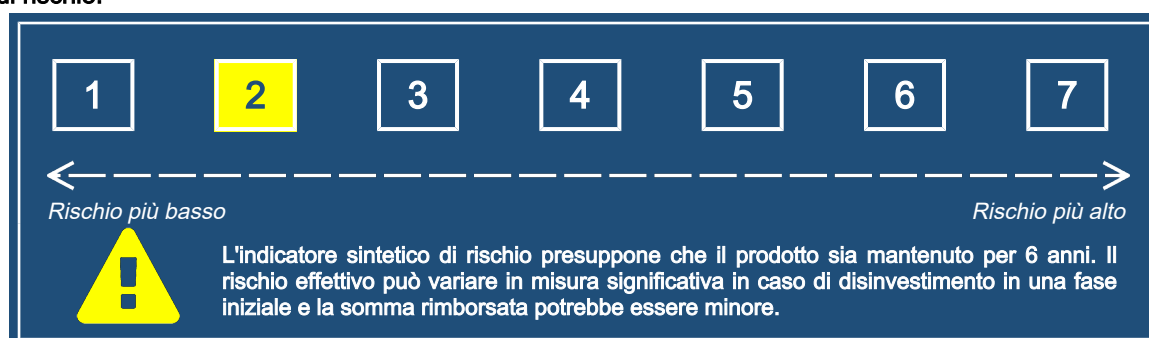 di rischio.
1 2 3 4 5 6 7
Rischio più basso Rischio più alto
L'indicatore sintetico di rischio presuppone che il prodotto sia mantenuto per 6 anni. Il
rischio effettivo può variare in misura significativa in caso di disinvestimento in una fase
iniziale e la somma rimborsata potrebbe essere minore.